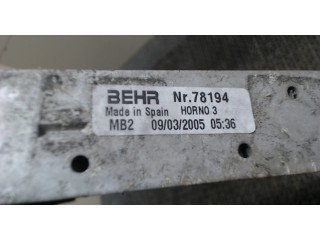 BEHR Nr.78194
Made in Spain HORNO 3
MB2 09/03/2005 05:36